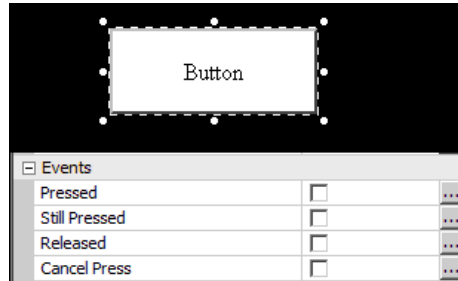 Button
Events
Pressed
Still Pressed
Released
Cancel Press